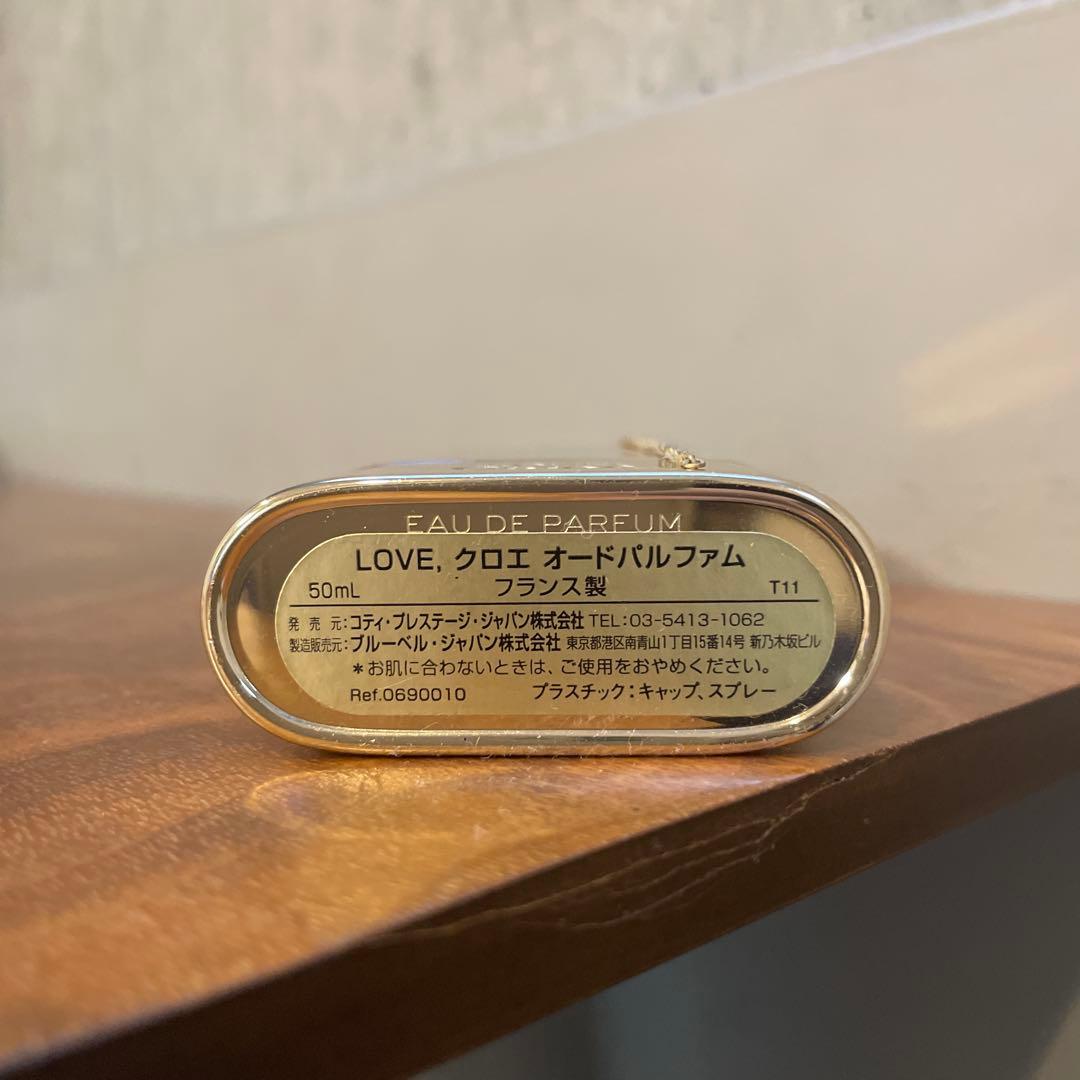 EAU DE PARFUM
LOVE, クロエ オードパルファム
50mL フランス製 T11
発売元：コティ・プレステージ・ジャパン株式会社 TEL：03-5413-1062
製造販売元：ブルーベル・ジャパン株式会社 東京都港区南青山1丁目15番14号 新乃木坂ビル
＊お肌に合わないときは、ご使用をおやめください。
Ref.0690010 プラスチック：キャップ、スプレー